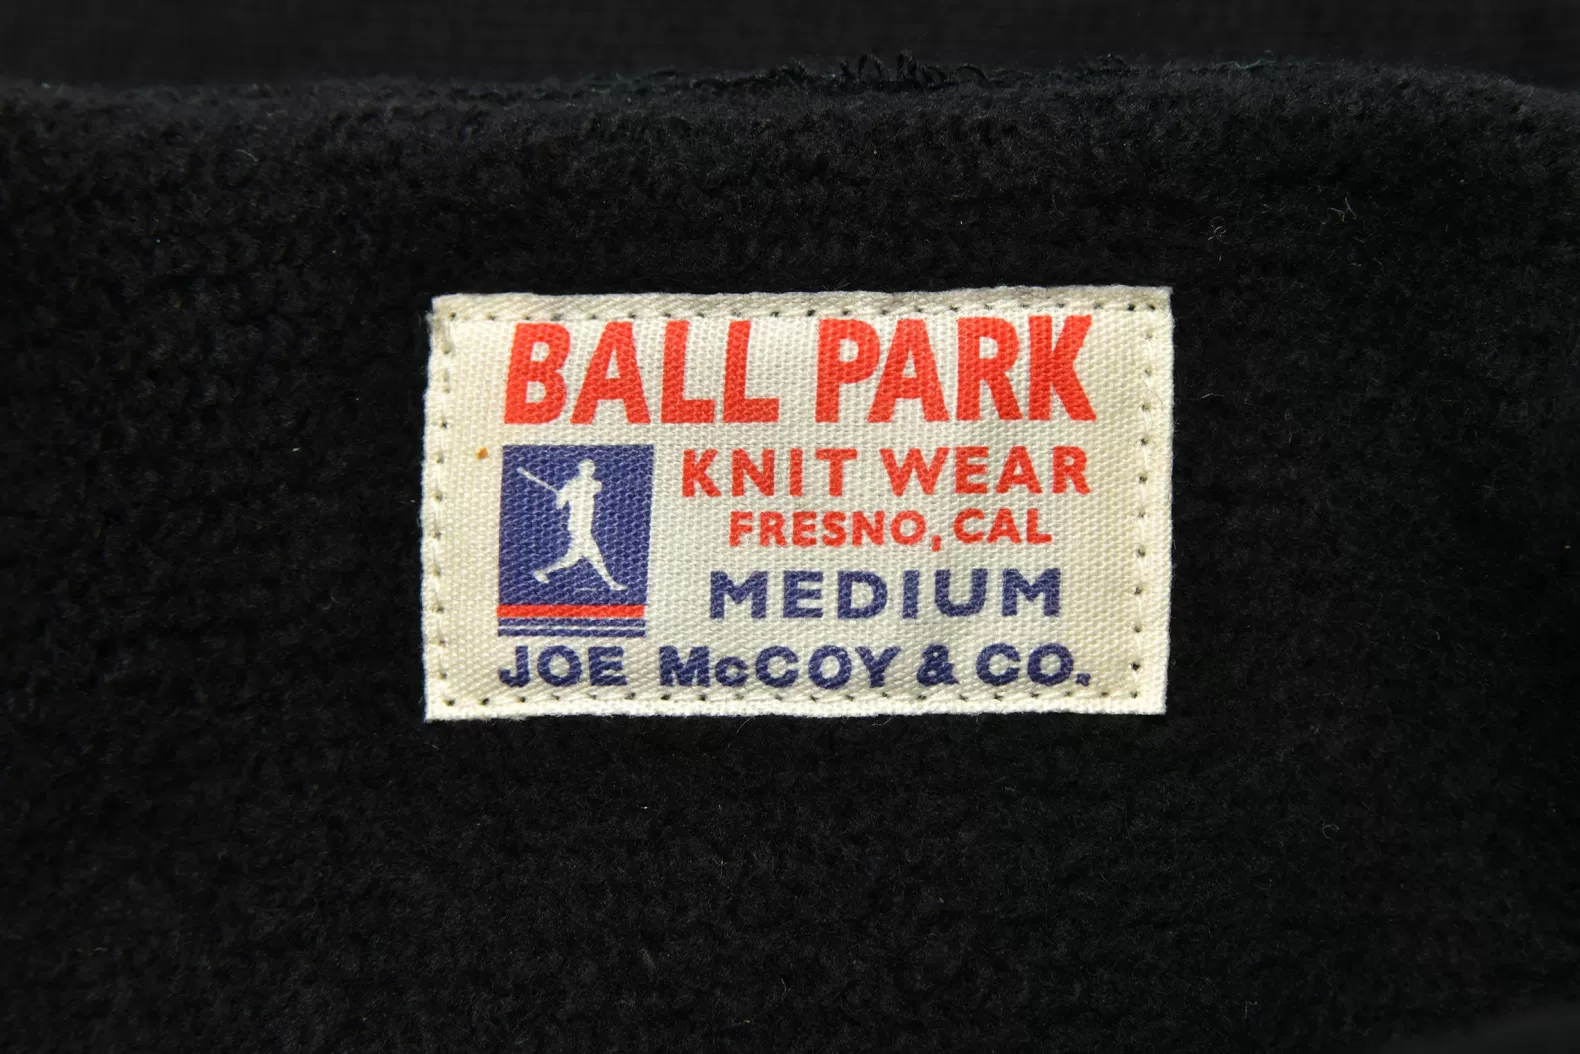 BALL PARK
KNIT WEAR
FRESNO, CAL
MEDIUM
JOE McCOY & CO.